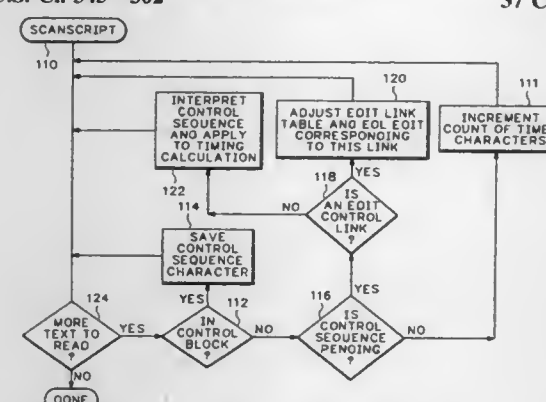 SCANSCRIPT
110
INTERPRET
CONTROL
SEQUENCE
AND APPLY
TO TIMING
CALCULATION
122
120
ADJUST EDIT LINK
TABLE AND EOL EDIT
CORRESPONDING
TO THIS LINK
111
INCREMENT
COUNT OF
CHARACTERS
118
YES
IS
AN EDIT
CONTROL
LINK
?
NO
114
SAVE
CONTROL
SEQUENCE
CHARACTER
YES
YES
124
MORE
TEXT TO
READ
?
YES
NO
112
IN
CONTROL
BLOCK
?
NO
116
IS
CONTROL
SEQUENCE
PENDING
?
NO
DONE